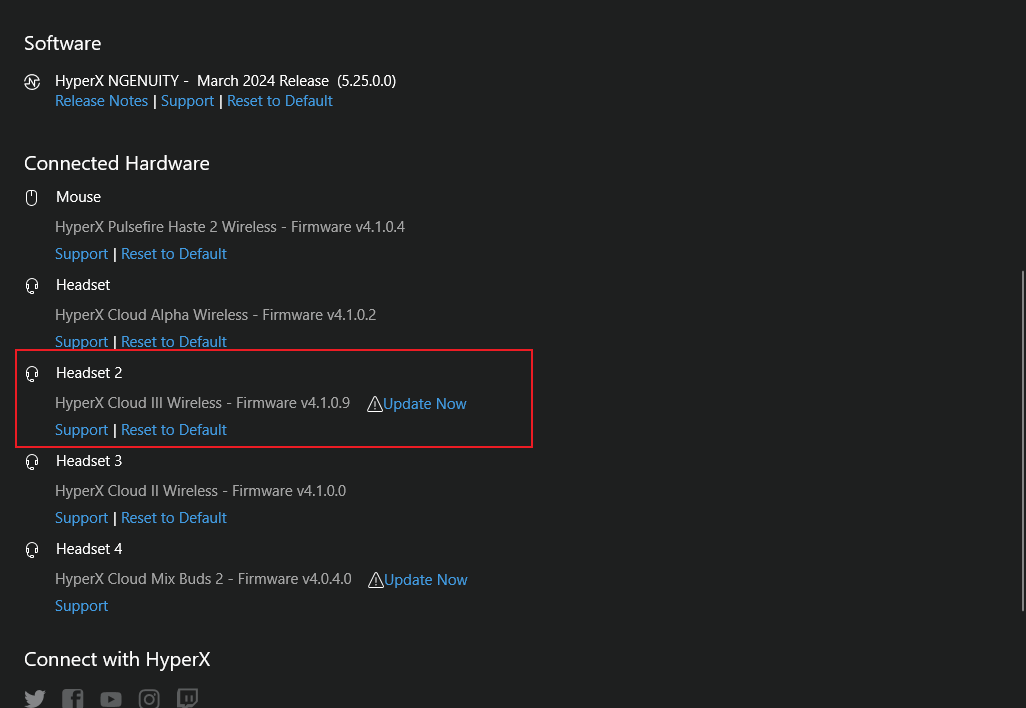 Software
HyperX NGENUITY -  March 2024 Release  (5.25.0.0)
Release Notes | Support | Reset to Default
Connected Hardware
Mouse
HyperX Pulsefire Haste 2 Wireless - Firmware v4.1.0.4
Support | Reset to Default
Headset
HyperX Cloud Alpha Wireless - Firmware v4.1.0.2
Support | Reset to Default
Headset 2
HyperX Cloud III Wireless - Firmware v4.1.0.9 Update Now
Support | Reset to Default
Headset 3
HyperX Cloud II Wireless - Firmware v4.1.0.0
Support | Reset to Default
Headset 4
HyperX Cloud Mix Buds 2 - Firmware v4.0.4.0 Update Now
Support
Connect with HyperX